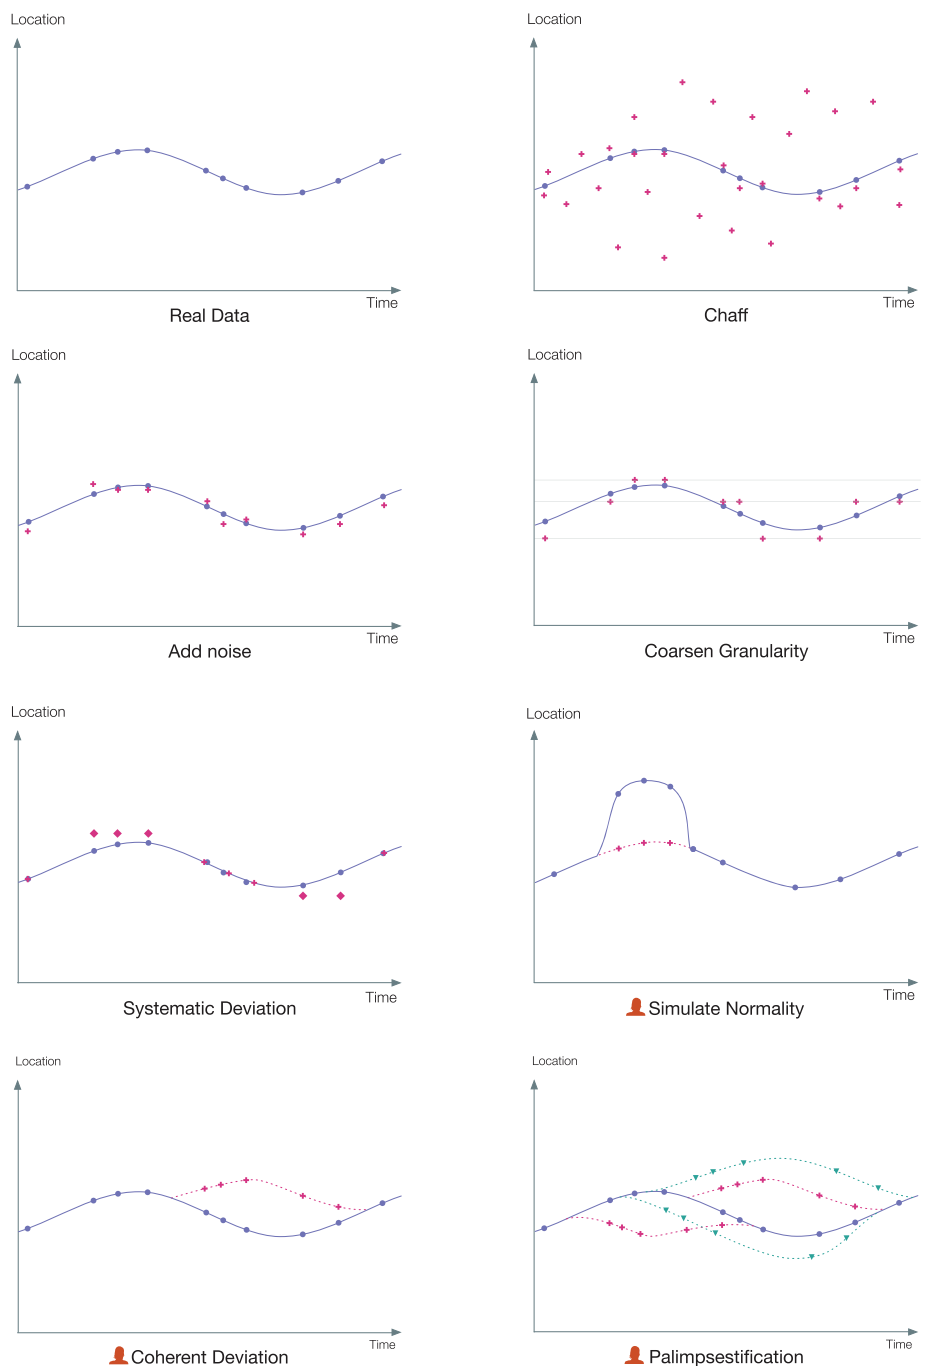 Location
Location
Time
Time
Real Data
Chaff
Location
Location
Time
Time
Add noise
Coarsen Granularity
Location
Location
Time
Time
Systematic Deviation
Simulate Normality
Location
Location
Time
Time
Coherent Deviation
Palimpsestification